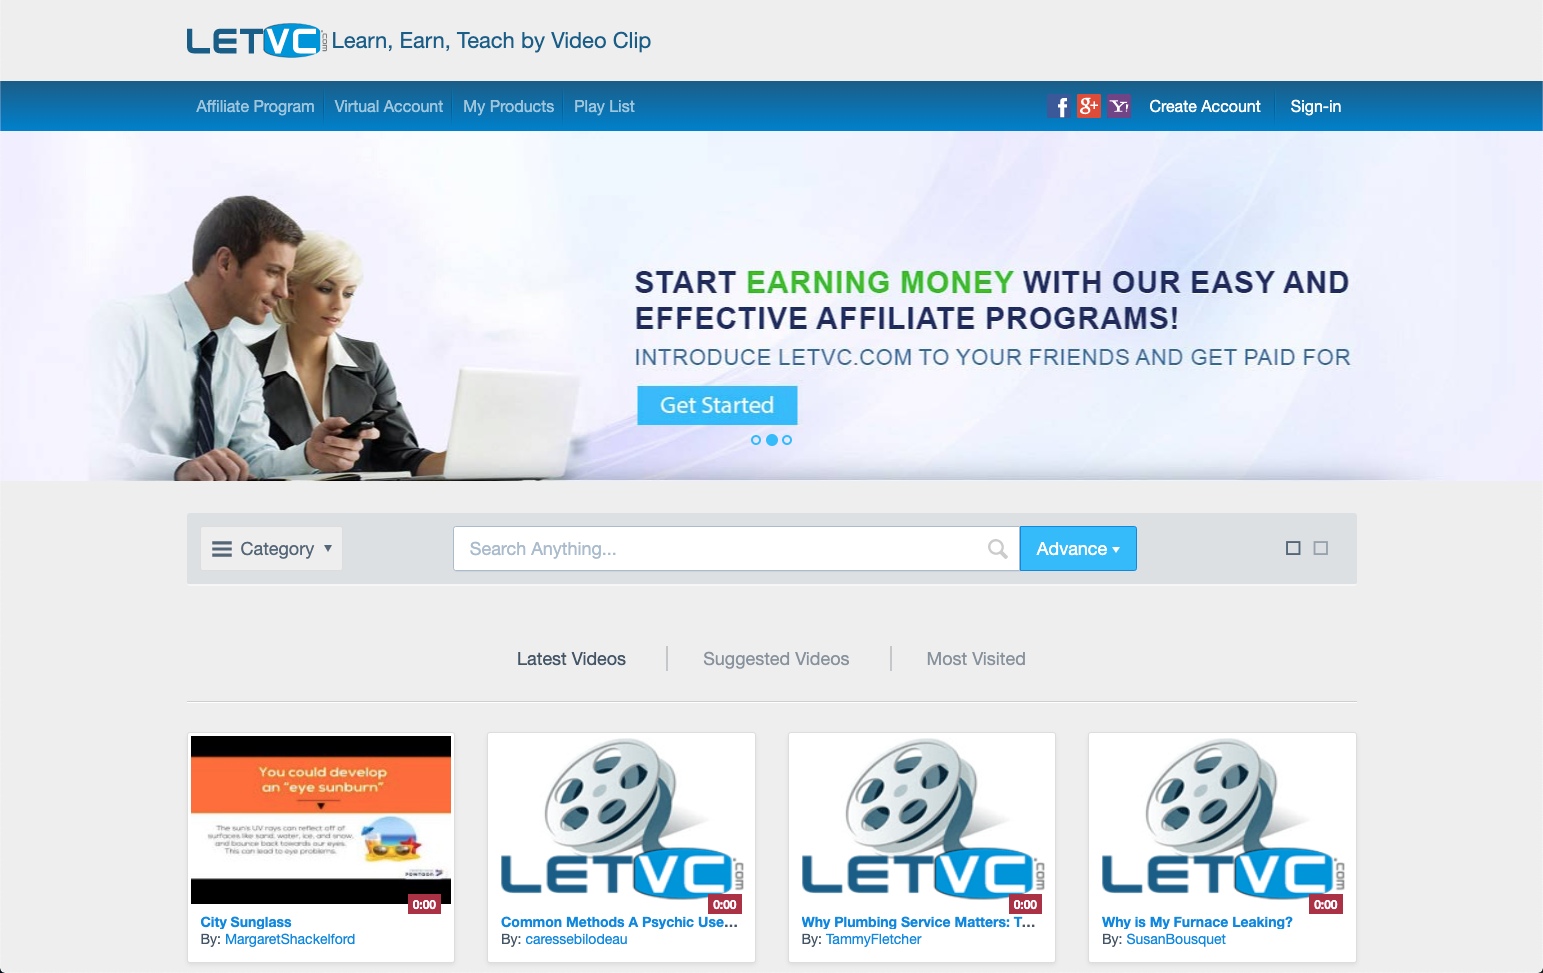 LETVC.com Learn, Earn, Teach by Video Clip
Affiliate Program
Virtual Account
My Products
Play List
f
g+
Y!
Create Account
Sign-in
START EARNING MONEY WITH OUR EASY AND
EFFECTIVE AFFILIATE PROGRAMS!
INTRODUCE LETVC.COM TO YOUR FRIENDS AND GET PAID FOR
Get Started
Category
Search Anything...
Advance
Latest Videos
Suggested Videos
Most Visited
You could develop
an "eye sunburn"
The sun's UV rays can reflect off of
surfaces like sand, water, ice, and snow,
and bounce back towards our eyes.
This can lead to eye problems.
0:00
City Sunglass
By: MargaretShackelford
LETVC.com
0:00
Common Methods A Psychic Use...
By: caressebilodeau
LETVC.com
0:00
Why Plumbing Service Matters: T...
By: TammyFletcher
LETVC.com
0:00
Why is My Furnace Leaking?
By: SusanBousquet